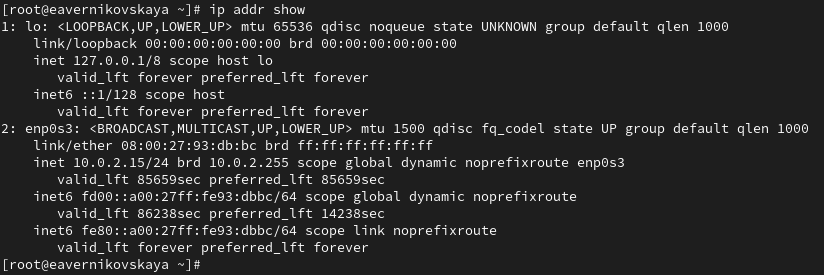 [root@eavernikovskaya ~]# ip addr show
1: lo: <LOOPBACK,UP,LOWER_UP> mtu 65536 qdisc noqueue state UNKNOWN group default qlen 1000
    link/loopback 00:00:00:00:00:00 brd 00:00:00:00:00:00
    inet 127.0.0.1/8 scope host lo
       valid_lft forever preferred_lft forever
    inet6 ::1/128 scope host
       valid_lft forever preferred_lft forever
2: enp0s3: <BROADCAST,MULTICAST,UP,LOWER_UP> mtu 1500 qdisc fq_codel state UP group default qlen 1000
    link/ether 08:00:27:93:db:bc brd ff:ff:ff:ff:ff:ff
    inet 10.0.2.15/24 brd 10.0.2.255 scope global dynamic noprefixroute enp0s3
       valid_lft 85659sec preferred_lft 85659sec
    inet6 fd00::a00:27ff:fe93:dbbc/64 scope global dynamic noprefixroute
       valid_lft 86238sec preferred_lft 14238sec
    inet6 fe80::a00:27ff:fe93:dbbc/64 scope link noprefixroute
       valid_lft forever preferred_lft forever
[root@eavernikovskaya ~]#